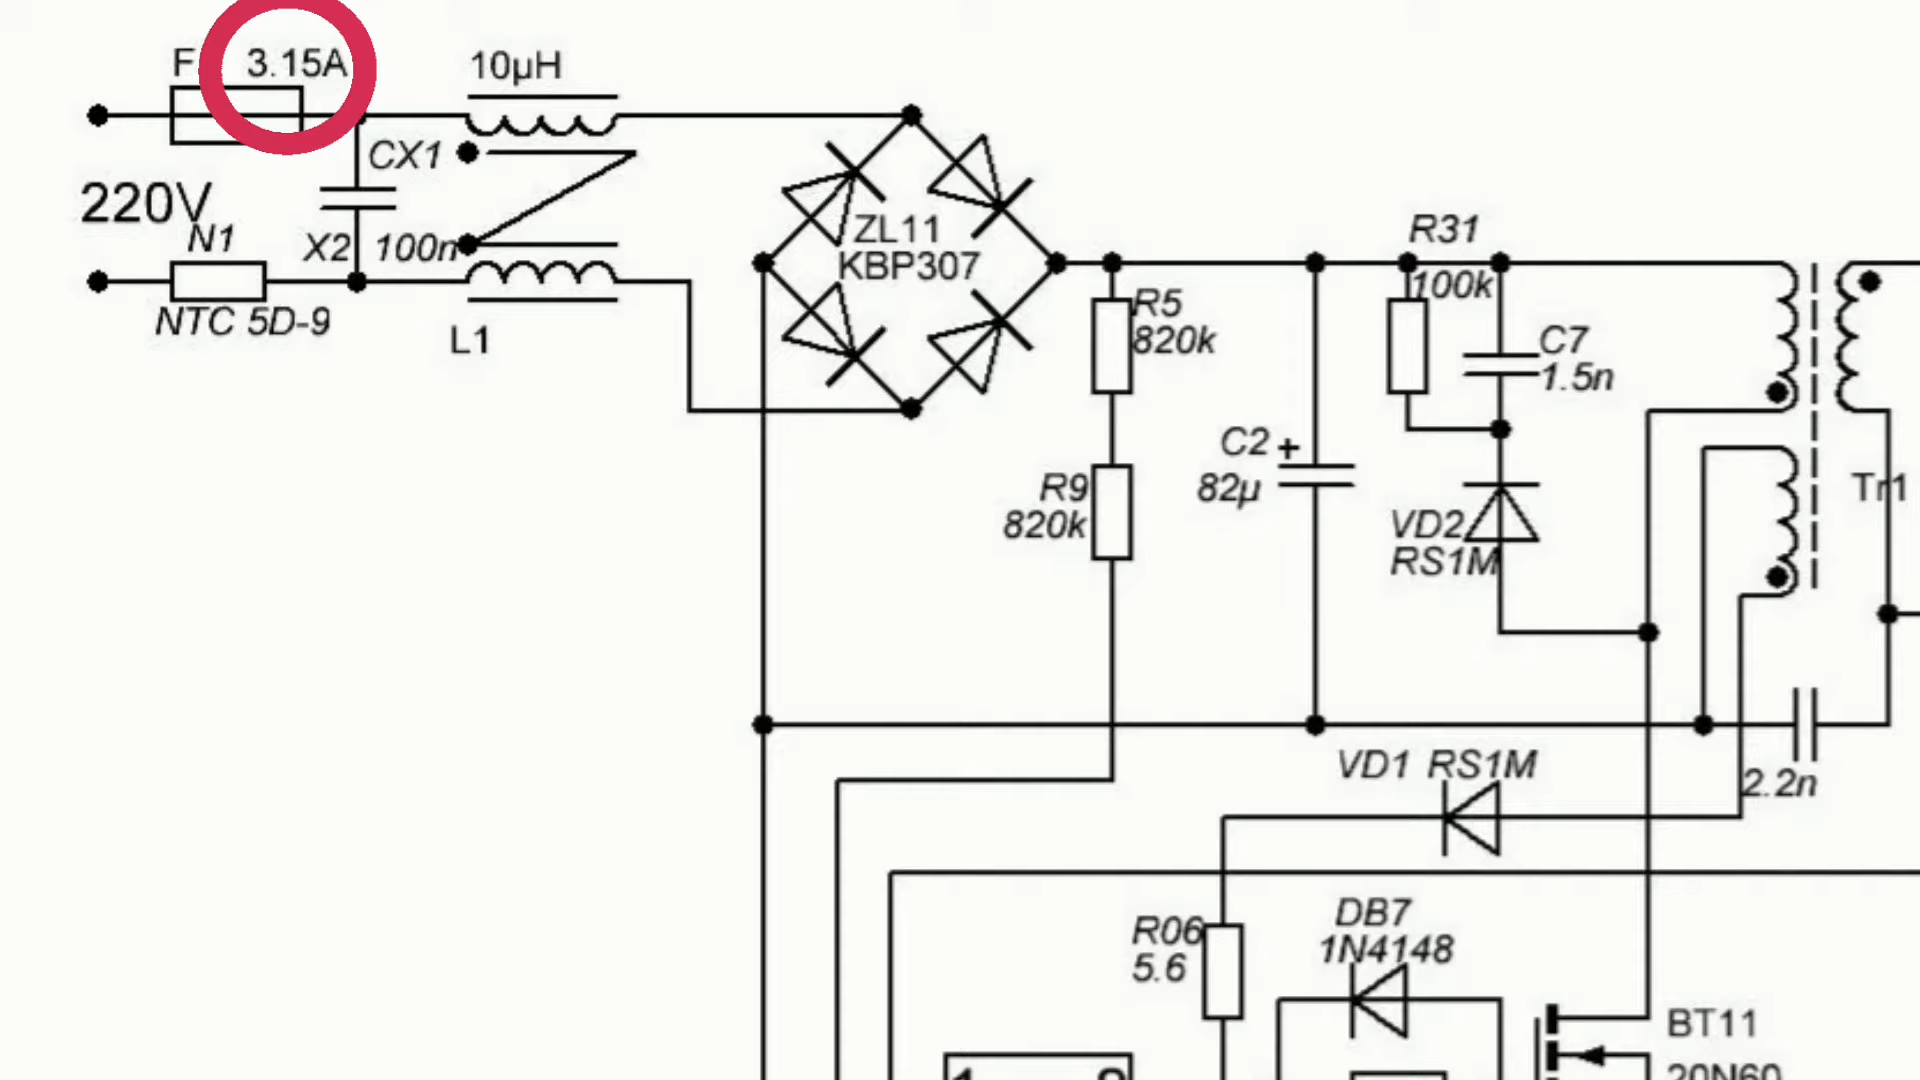 F 3.15A
10µH
CX1
220V
N1
X2 100n
NTC 5D-9
L1
ZL11
KBP307
R5
820k
R9
820k
C2 +
82µ
R31
100k
C7
1.5n
VD2
RS1M
Tr1
2.2n
VD1 RS1M
R06
5.6
DB7
1N4148
BT11
20N60
1